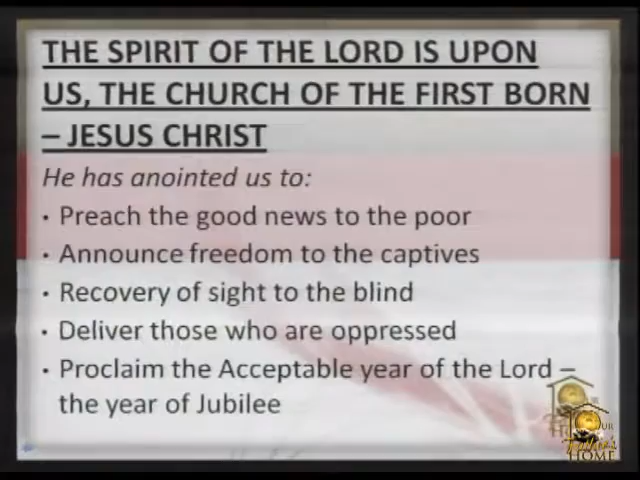 THE SPIRIT OF THE LORD IS UPON
US, THE CHURCH OF THE FIRST BORN
– JESUS CHRIST
He has anointed us to:
• Preach the good news to the poor
• Announce freedom to the captives
• Recovery of sight to the blind
• Deliver those who are oppressed
• Proclaim the Acceptable year of the Lord –
the year of Jubilee
OUR
Father's
HOME